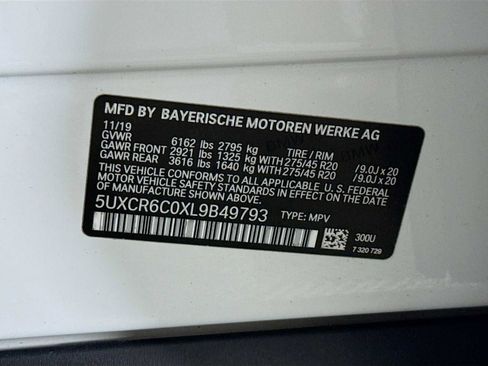 MFD BY BAYERISCHE MOTOREN WERKE AG
11/19
GVWR 6162 lbs 2795 kg TIRE / RIM
GAWR FRONT 2921 lbs 1325 kg WITH 275/45 R20 /9.0J x 20
GAWR REAR 3616 lbs 1640 kg WITH 275/45 R20 /9.0J x 20
THIS VEHICLE CONFORMS TO ALL APPLICABLE U.S. FEDERAL
MOTOR VEHICLE SAFETY STANDARDS IN EFFECT ON THE
DATE OF MANUFACTURE SHOWN ABOVE.
5UXCR6C0XL9B49793 TYPE: MPV
300U
7 320 729